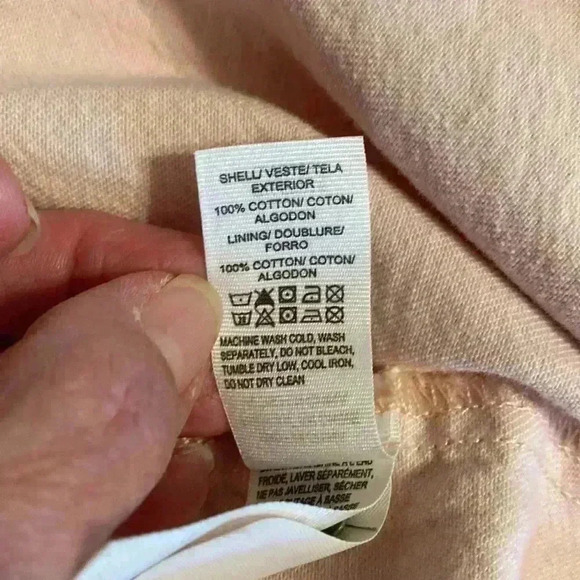 SHELL/ VESTE/ TELA
EXTERIOR
100% COTTON/ COTON/
ALGODON
LINING/ DOUBLURE/
FORRO
100% COTTON/ COTON/
ALGODON
MACHINE WASH COLD, WASH
SEPARATELY, DO NOT BLEACH,
TUMBLE DRY LOW, COOL IRON,
DO NOT DRY CLEAN
FROIDE, LAVER SÉPARÉMENT,
NE PAS JAVELLISER, SÉCHER
À BASSE